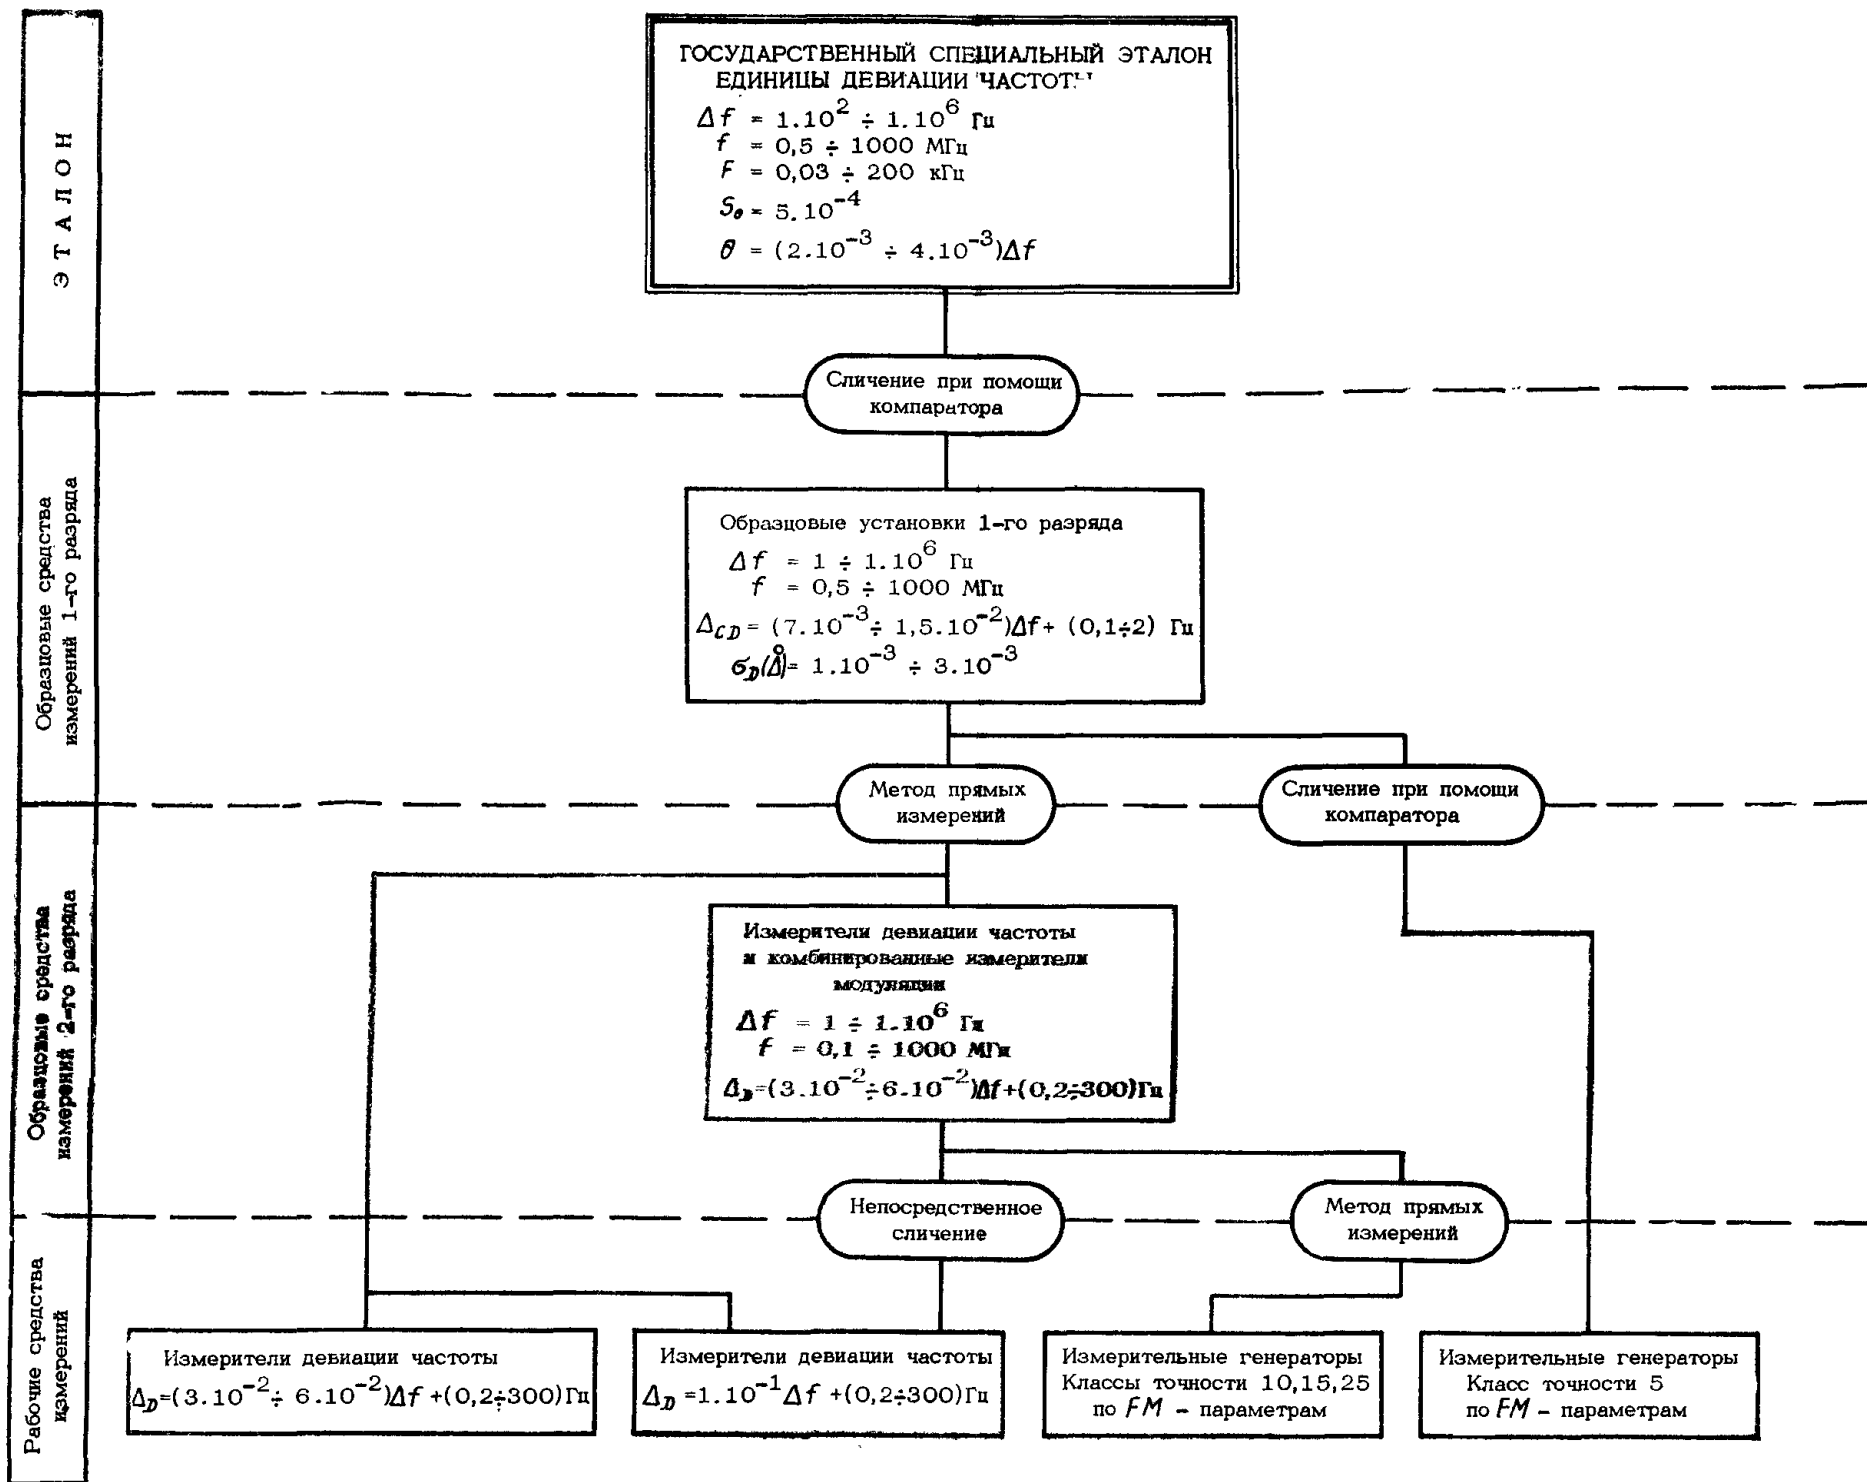 ЭТАЛОН
ГОСУДАРСТВЕННЫЙ СПЕЦИАЛЬНЫЙ ЭТАЛОН
ЕДИНИЦЫ ДЕВИАЦИИ ЧАСТОТЫ
Δf = 1.10² ÷ 1.10⁶ Гц
f = 0,5 ÷ 1000 МГц
F = 0,03 ÷ 200 кГц
S₀ = 5.10⁻⁴
θ = (2.10⁻³ ÷ 4.10⁻³)Δf
Сличение при помощи
компаратора
Образцовые средства
измерений 1-го разряда
Образцовые установки 1-го разряда
Δf = 1 ÷ 1.10⁶ Гц
f = 0,5 ÷ 1000 МГц
Δ_CD = (7.10⁻³ ÷ 1,5.10⁻²)Δf + (0,1÷2) Гц
σ_D(Δ̊) = 1.10⁻³ ÷ 3.10⁻³
Метод прямых
измерений
Сличение при помощи
компаратора
Образцовые средства
измерений 2-го разряда
Измерители девиации частоты
и комбинированные измерители
модуляции
Δf = 1 ÷ 1.10⁶ Гц
f = 0,1 ÷ 1000 МГц
Δ_D=(3.10⁻²÷6.10⁻²)Δf+(0,2÷300)Гц
Непосредственное
сличение
Метод прямых
измерений
Рабочие средства
измерений
Измерители девиации частоты
Δ_D=(3.10⁻²÷ 6.10⁻²)Δf +(0,2÷300)Гц
Измерители девиации частоты
Δ_D =1.10⁻¹Δf +(0,2÷300)Гц
Измерительные генераторы
Классы точности 10,15,25
по FM – параметрам
Измерительные генераторы
Класс точности 5
по FM – параметрам